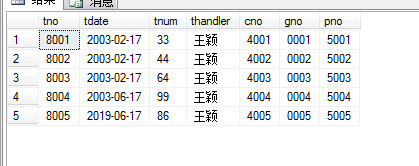 消息
tno tdate tnum thandler cno gno pno
1 8001 2003-02-17 33 王颖 4001 0001 5001
2 8002 2003-02-17 44 王颖 4002 0002 5002
3 8003 2003-02-17 64 王颖 4003 0003 5003
4 8004 2003-06-17 99 王颖 4004 0004 5004
5 8005 2019-06-17 86 王颖 4005 0005 5005